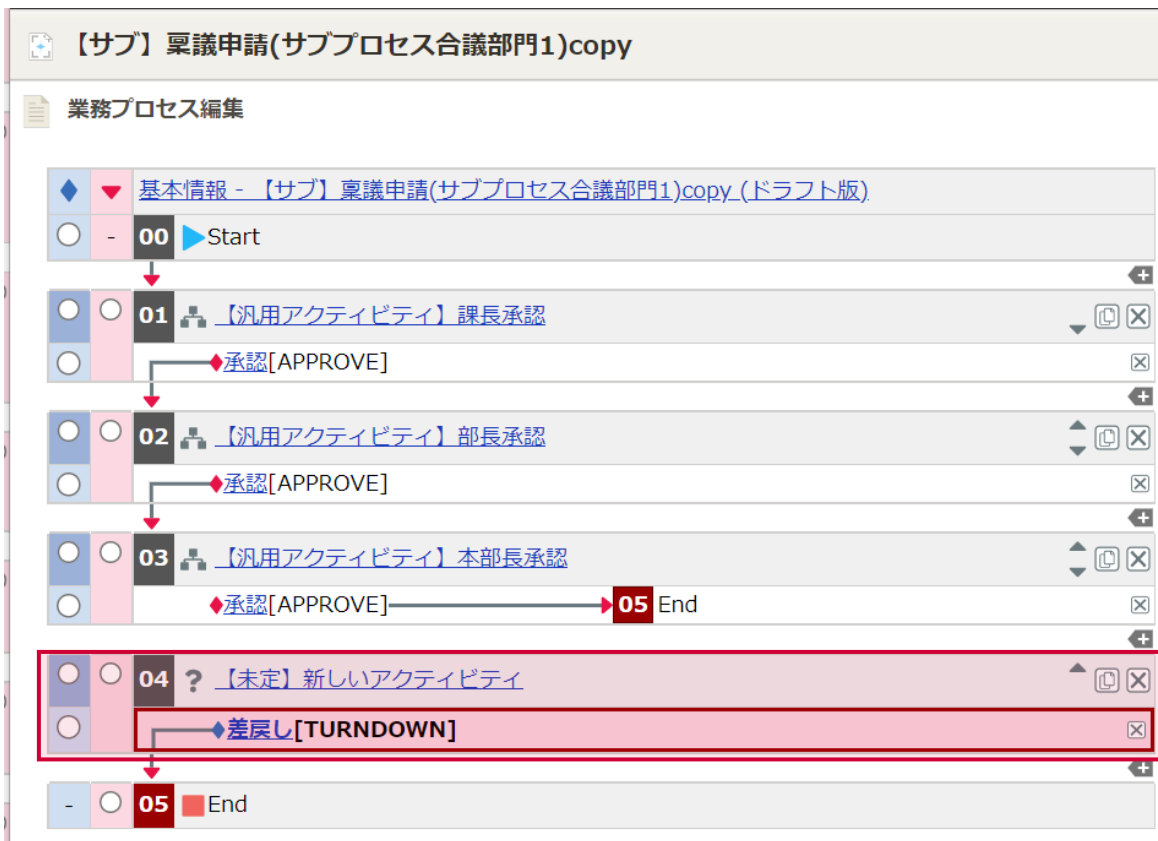 【サブ】稟議申請(サブプロセス合議部門1)copy
業務プロセス編集
基本情報 - 【サブ】稟議申請(サブプロセス合議部門1)copy (ドラフト版)
- 00 Start
01 【汎用アクティビティ】課長承認
承認[APPROVE]
02 【汎用アクティビティ】部長承認
承認[APPROVE]
03 【汎用アクティビティ】本部長承認
承認[APPROVE] 05 End
04 ? 【未定】新しいアクティビティ
差戻し[TURNDOWN]
- 05 End